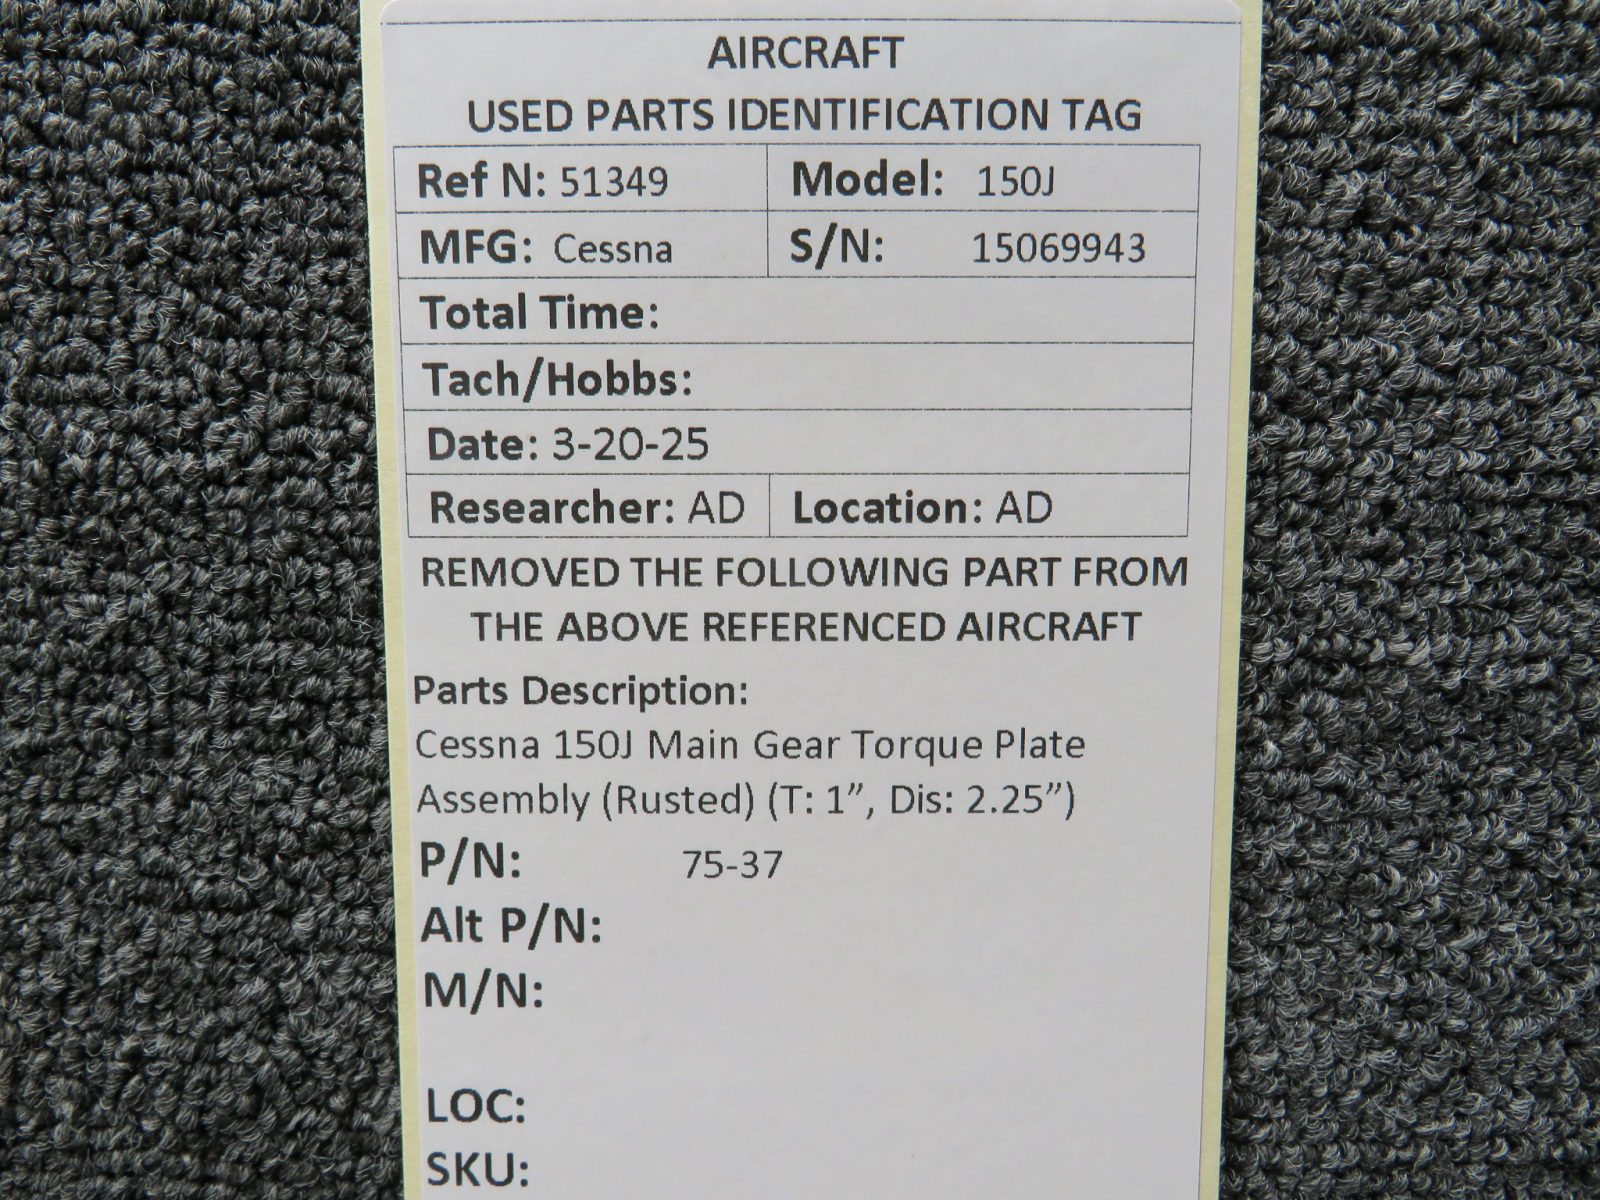 AIRCRAFT
USED PARTS IDENTIFICATION TAG
Ref N: 51349 Model: 150J
MFG: Cessna S/N: 15069943
Total Time:
Tach/Hobbs:
Date: 3-20-25
Researcher: AD Location: AD
REMOVED THE FOLLOWING PART FROM
THE ABOVE REFERENCED AIRCRAFT
Parts Description:
Cessna 150J Main Gear Torque Plate
Assembly (Rusted) (T: 1”, Dis: 2.25”)
P/N: 75-37
Alt P/N:
M/N:
LOC:
SKU: